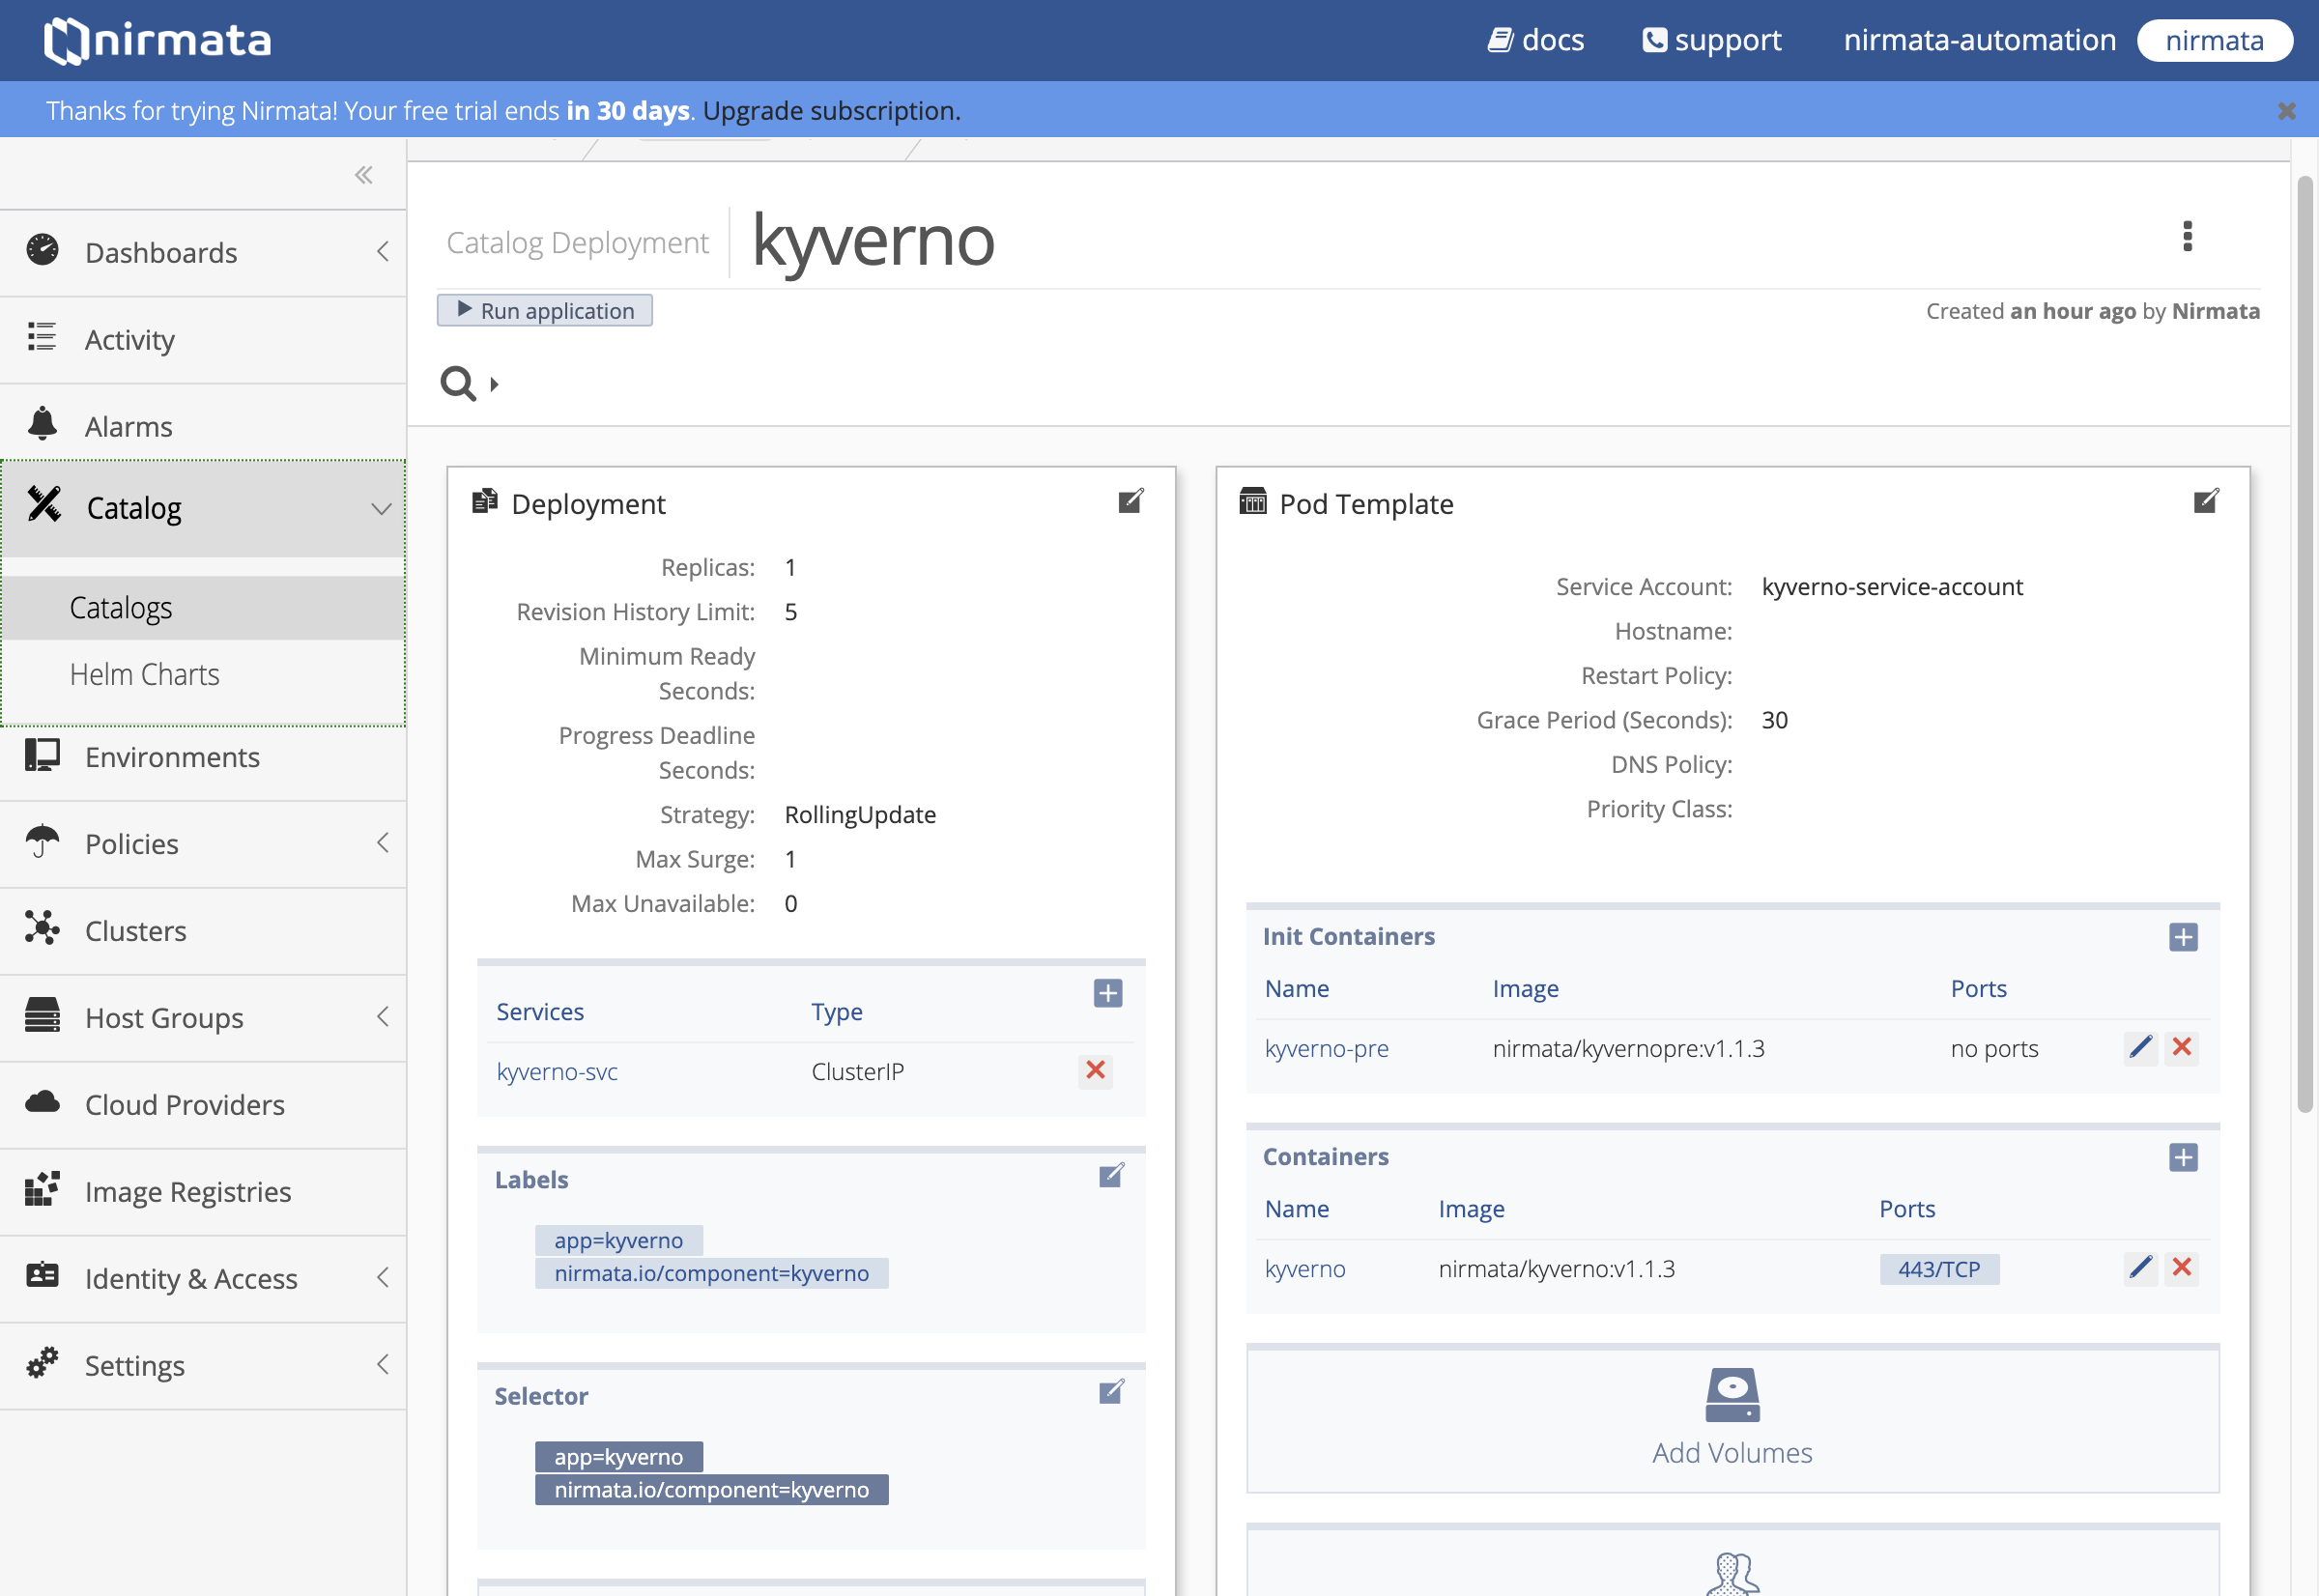 nirmata
docs
support
nirmata-automation
nirmata
Thanks for trying Nirmata! Your free trial ends in 30 days. Upgrade subscription.
Dashboards
Activity
Alarms
Catalog
Catalogs
Helm Charts
Environments
Policies
Clusters
Host Groups
Cloud Providers
Image Registries
Identity & Access
Settings
Catalog Deployment
kyverno
Run application
Created an hour ago by Nirmata
Deployment
Replicas: 1
Revision History Limit: 5
Minimum Ready
Seconds:
Progress Deadline
Seconds:
Strategy: RollingUpdate
Max Surge: 1
Max Unavailable: 0
Services Type
kyverno-svc ClusterIP
Labels
app=kyverno
nirmata.io/component=kyverno
Selector
app=kyverno
nirmata.io/component=kyverno
Pod Template
Service Account: kyverno-service-account
Hostname:
Restart Policy:
Grace Period (Seconds): 30
DNS Policy:
Priority Class:
Init Containers
Name Image Ports
kyverno-pre nirmata/kyvernopre:v1.1.3 no ports
Containers
Name Image Ports
kyverno nirmata/kyverno:v1.1.3 443/TCP
Add Volumes